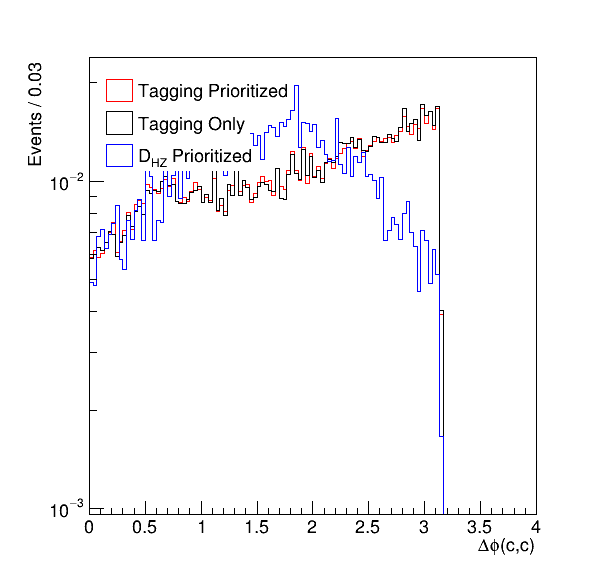 Events / 0.03
Tagging Prioritized
Tagging Only
D_HZ Prioritized
10^−2
10^−3
0 0.5 1 1.5 2 2.5 3 3.5 4
Δϕ(c,c)